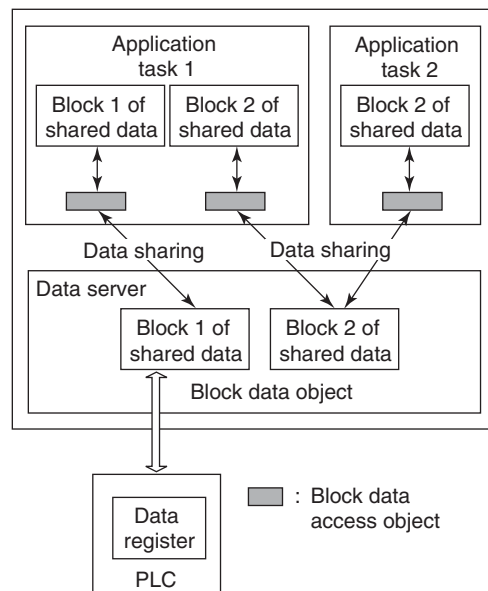 Application
task 1
Block 1 of
shared data
Block 2 of
shared data
Application
task 2
Block 2 of
shared data
Data sharing
Data sharing
Data server
Block 1 of
shared data
Block 2 of
shared data
Block data object
Data
register
PLC
: Block data
access object